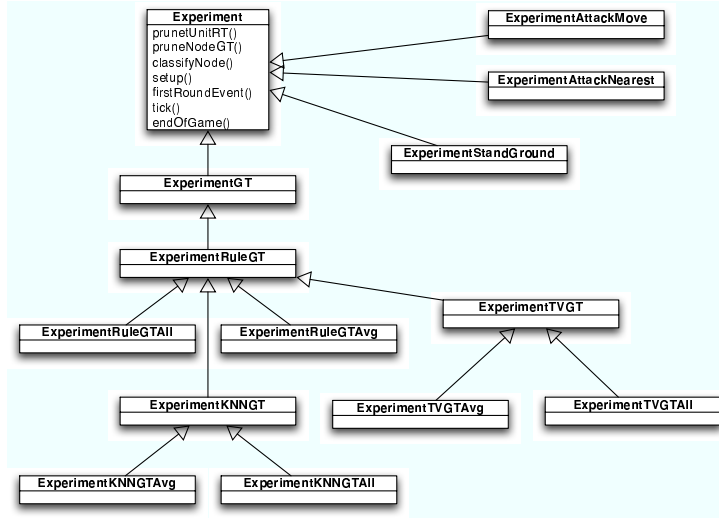 Experiment
prunetUnitRT()
pruneNodeGT()
classifyNode()
setup()
firstRoundEvent()
tick()
endOfGame()
ExperimentAttackMove
ExperimentAttackNearest
ExperimentStandGround
ExperimentGT
ExperimentRuleGT
ExperimentTVGT
ExperimentRuleGTAll
ExperimentRuleGTAvg
ExperimentKNNGT
ExperimentTVGTAvg
ExperimentTVGTAll
ExperimentKNNGTAvg
ExperimentKNNGTAll